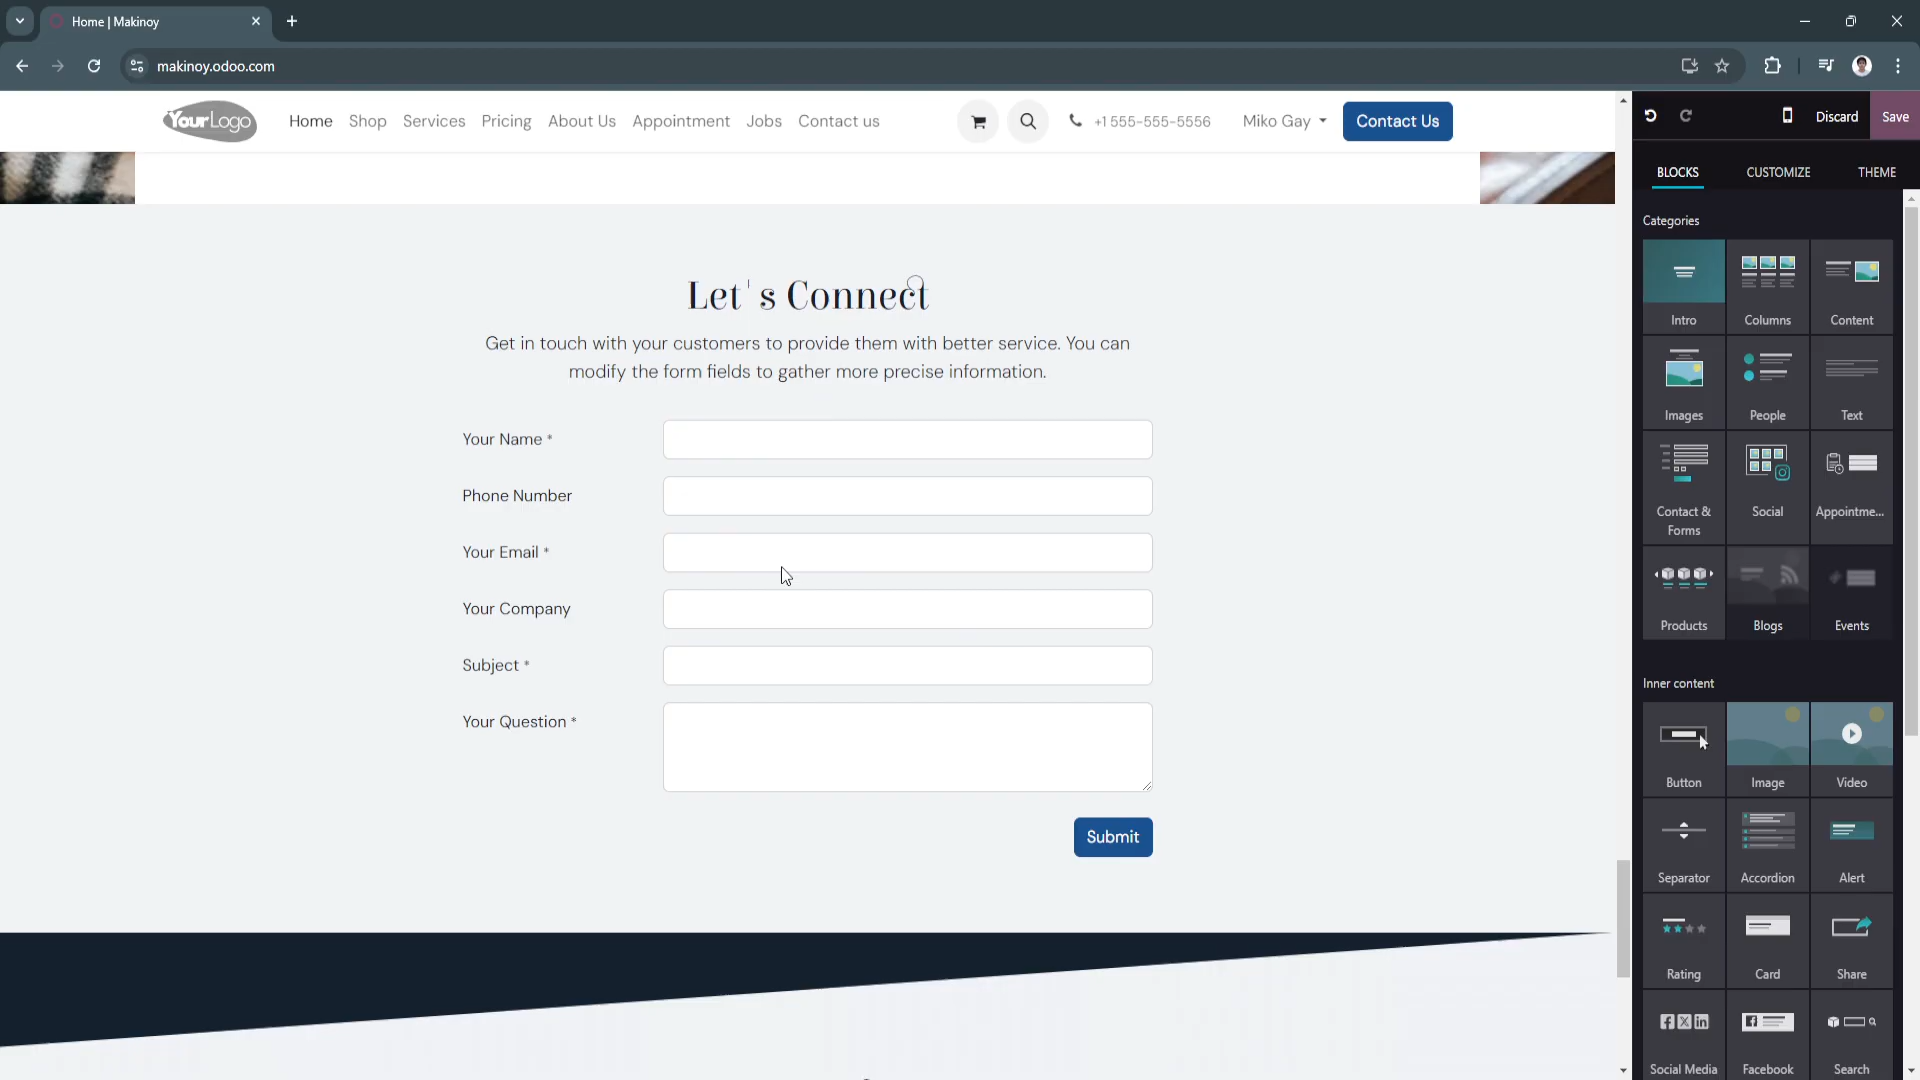 Home | Makinoy
makinoy.odoo.com
YourLogo
Home
Shop
Services
Pricing
About Us
Appointment
Jobs
Contact us
+1 555-555-5556
Miko Gay
Contact Us
Discard
Save
BLOCKS
CUSTOMIZE
THEME
Let's Connect
Get in touch with your customers to provide them with better service. You can
modify the form fields to gather more precise information.
Your Name *
Phone Number
Your Email *
Your Company
Subject *
Your Question *
Submit
Categories
Intro
Columns
Content
Images
People
Text
Contact &
Forms
Social
Appointme...
Products
Blogs
Events
Inner content
Button
Image
Video
Separator
Accordion
Alert
Rating
Card
Share
Social Media
Facebook
Search